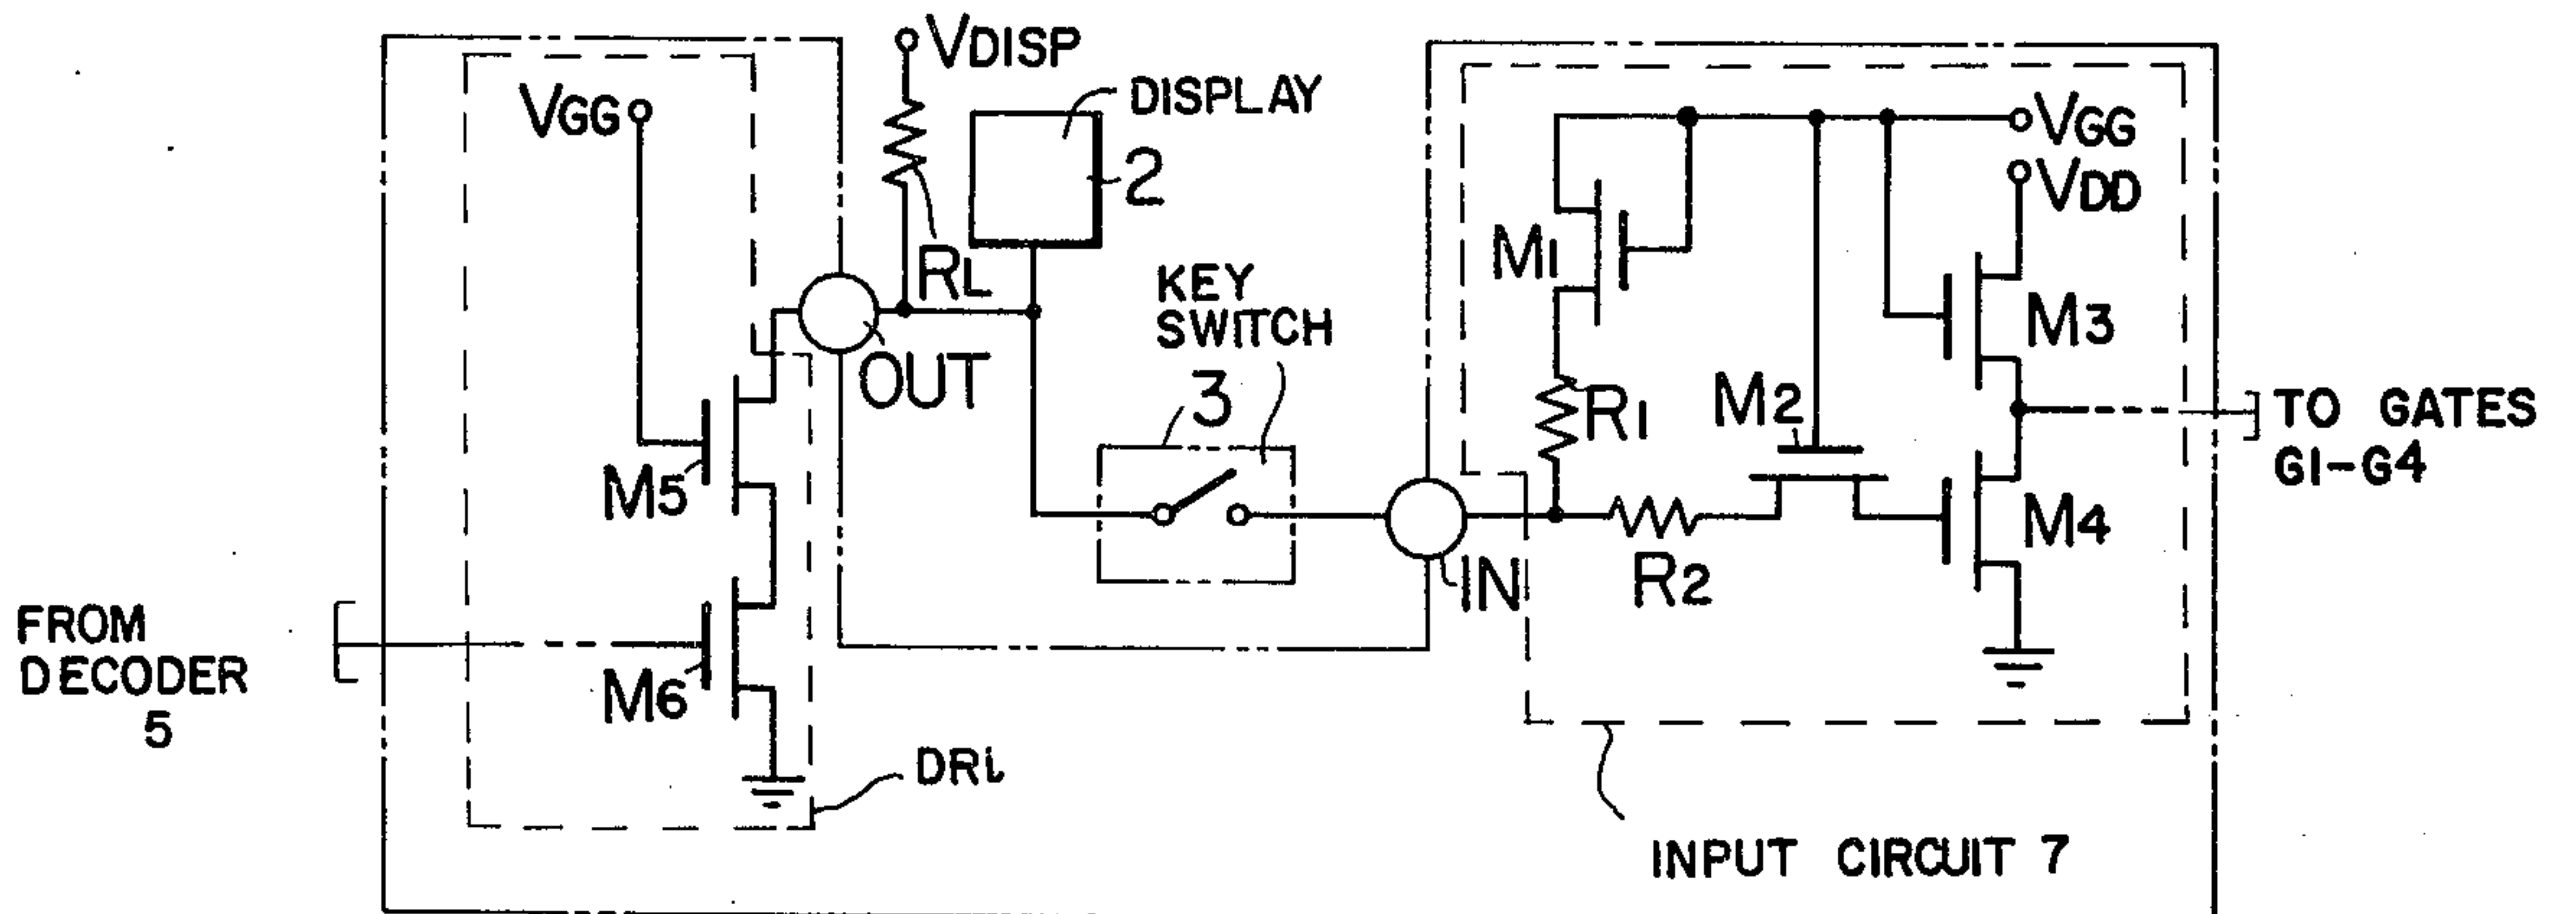 VDISP
DISPLAY
2
VGG
RL
OUT
M5
M6
FROM
DECODER
5
DRi
KEY
SWITCH
3
IN
VGG
VDD
M1
R1
M2
M3
R2
M4
TO GATES
G1-G4
INPUT CIRCUIT 7